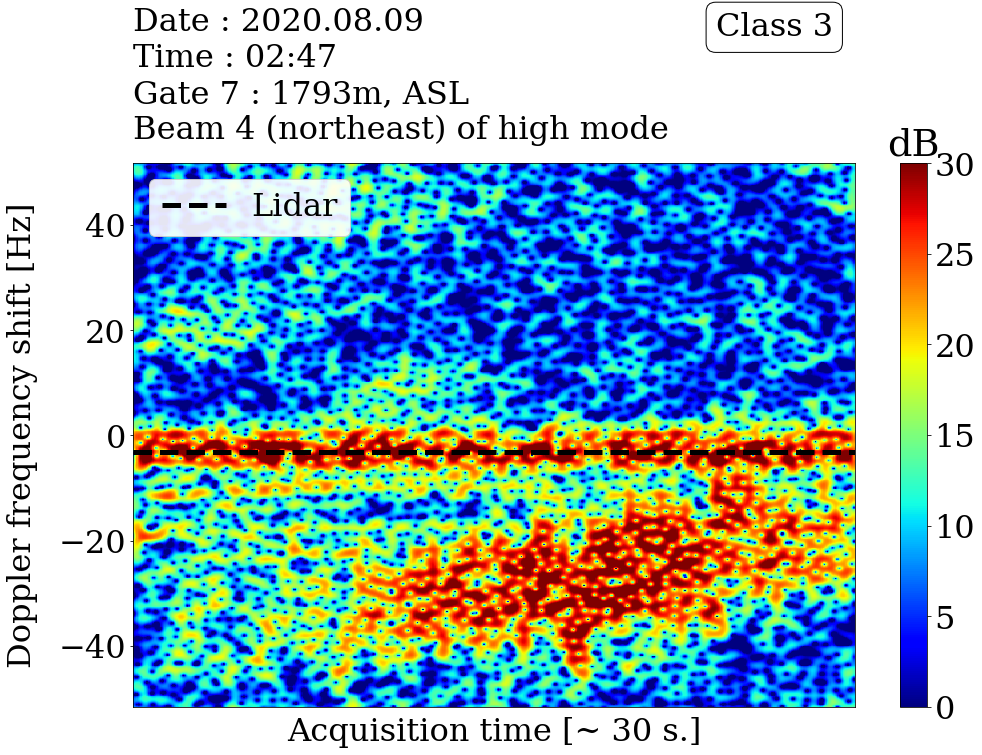 Date : 2020.08.09
Time : 02:47
Gate 7 : 1793m, ASL
Beam 4 (northeast) of high mode
Class 3
dB
Lidar
Doppler frequency shift [Hz]
40
20
0
−20
−40
30
25
20
15
10
5
0
Acquisition time [~ 30 s.]